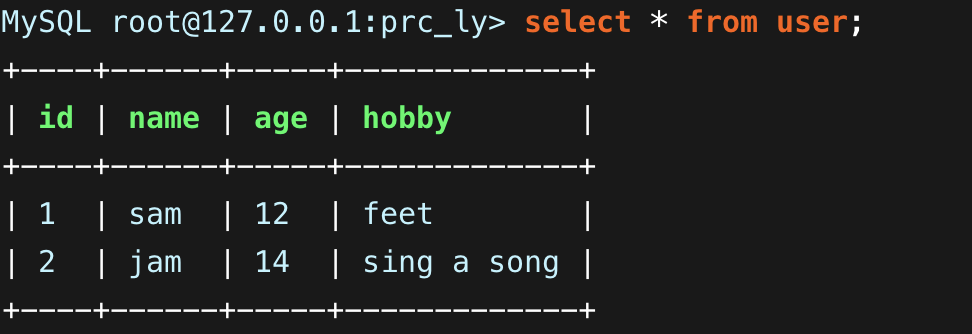 MySQL root@127.0.0.1:prc_ly> select * from user;
+----+------+-----+-------------+
| id | name | age | hobby       |
+----+------+-----+-------------+
| 1  | sam  | 12  | feet        |
| 2  | jam  | 14  | sing a song |
+----+------+-----+-------------+